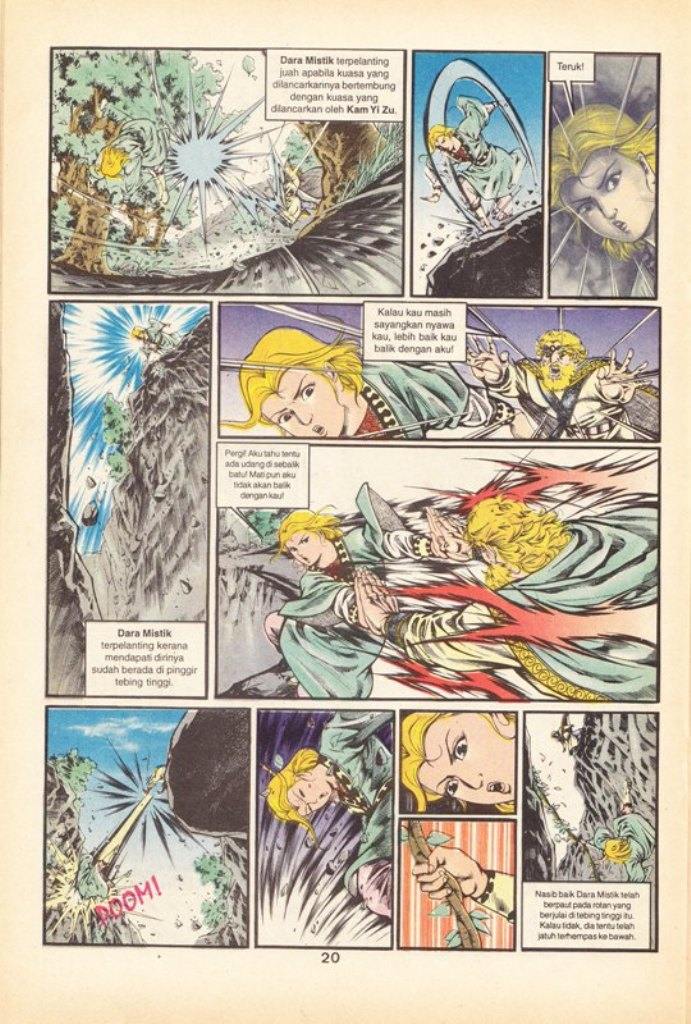 Dara Mistik terpelanting
juah apabila kuasa yang
dilancarkannya bertembung
dengan kuasa yang
dilancarkan oleh Kam Yi Zu.
Teruk!
Kalau kau masih
sayangkan nyawa
kau, lebih baik kau
balik dengan aku!
Dara Mistik
terpelanting kerana
mendapati dirinya
sudah berada di pinggir
tebing tinggi.
Pergi! Aku tahu tentu
ada udang di sebalik
batu! Mati pun aku
tidak akan balik
dengan kau!
DOOM!
Nasib baik Dara Mistik telah
berpaut pada rotan yang
berjulai di tebing tinggi itu.
Kalau tidak, dia tentu telah
jatuh terhempas ke bawah.
20